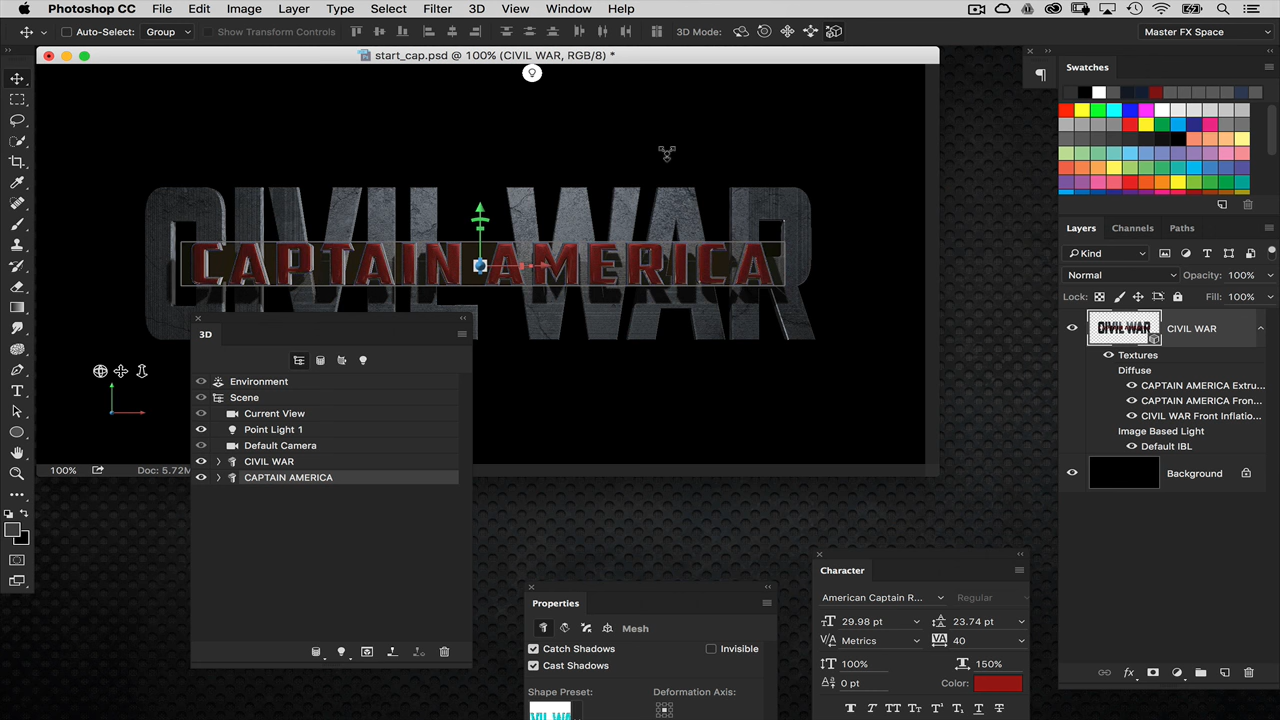 Photoshop CC File Edit Image Layer Type Select Filter 3D View Window Help
Auto-Select: Group Show Transform Controls 3D Mode: Master FX Space
start_cap.psd @ 100% (CIVIL WAR, RGB/8) *
CIVIL WAR
CAPTAIN AMERICA
100% Doc: 5.72M
3D
Environment
Scene
Current View
Point Light 1
Default Camera
CIVIL WAR
CAPTAIN AMERICA
Properties
Mesh
Catch Shadows Invisible
Cast Shadows
Shape Preset: Deformation Axis:
Character
American Captain R... Regular
29.98 pt 23.74 pt
Metrics 40
100% 150%
0 pt Color:
Swatches
Layers Channels Paths
Kind
Normal Opacity: 100%
Lock: Fill: 100%
CIVIL WAR CIVIL WAR
Textures
Diffuse
CAPTAIN AMERICA Extru...
CAPTAIN AMERICA Fron...
CIVIL WAR Front Inflatio...
Image Based Light
Default IBL
Background